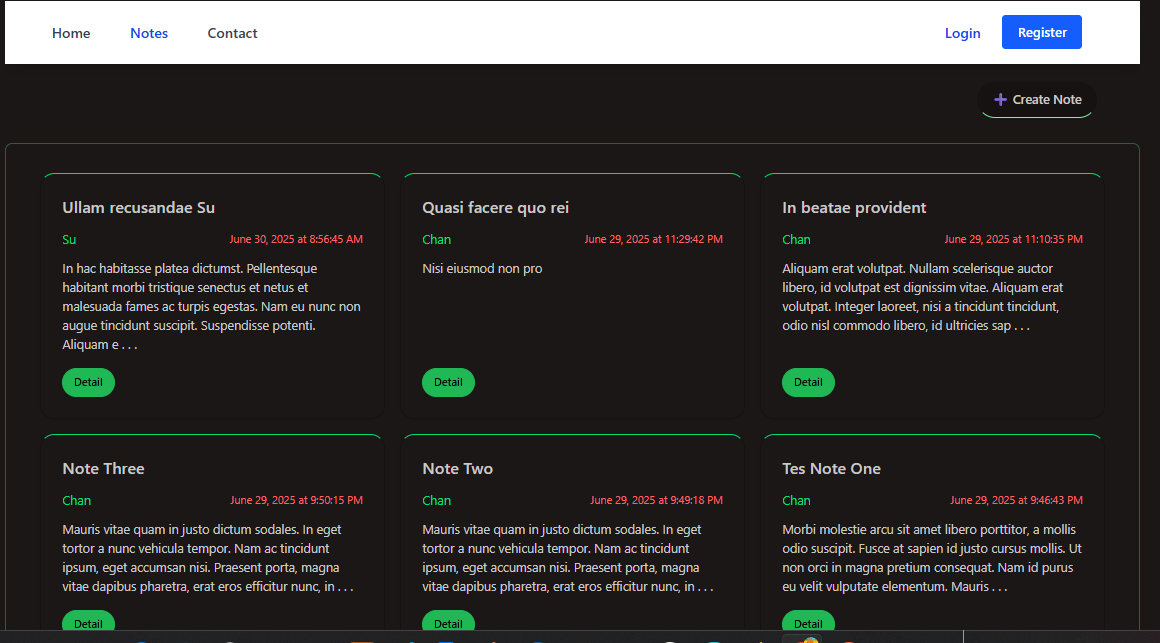 Home Notes Contact Login Register
Create Note
Ullam recusandae Su
Su June 30, 2025 at 8:56:45 AM
In hac habitasse platea dictumst. Pellentesque
habitant morbi tristique senectus et netus et
malesuada fames ac turpis egestas. Nam eu nunc non
augue tincidunt suscipit. Suspendisse potenti.
Aliquam e . . .
Detail
Quasi facere quo rei
Chan June 29, 2025 at 11:29:42 PM
Nisi eiusmod non pro
Detail
In beatae provident
Chan June 29, 2025 at 11:10:35 PM
Aliquam erat volutpat. Nullam scelerisque auctor
libero, id volutpat est dignissim vitae. Aliquam erat
volutpat. Integer laoreet, nisi a tincidunt tincidunt,
odio nisl commodo libero, id ultricies sap . . .
Detail
Note Three
Chan June 29, 2025 at 9:50:15 PM
Mauris vitae quam in justo dictum sodales. In eget
tortor a nunc vehicula tempor. Nam ac tincidunt
ipsum, eget accumsan nisi. Praesent porta, magna
vitae dapibus pharetra, erat eros efficitur nunc, in . . .
Detail
Note Two
Chan June 29, 2025 at 9:49:18 PM
Mauris vitae quam in justo dictum sodales. In eget
tortor a nunc vehicula tempor. Nam ac tincidunt
ipsum, eget accumsan nisi. Praesent porta, magna
vitae dapibus pharetra, erat eros efficitur nunc, in . . .
Detail
Tes Note One
Chan June 29, 2025 at 9:46:43 PM
Morbi molestie arcu sit amet libero porttitor, a mollis
odio suscipit. Fusce at sapien id justo cursus mollis. Ut
non orci in magna pretium consequat. Nam id purus
eu velit vulputate elementum. Mauris . . .
Detail